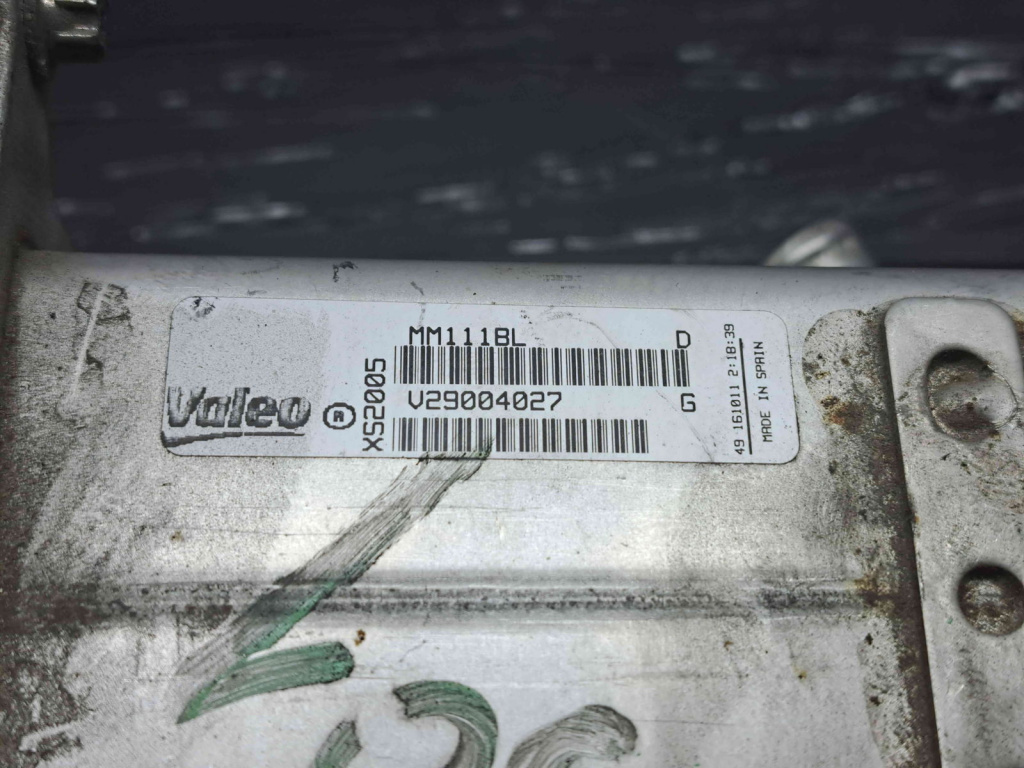 Valeo ®
XS2005
MM111BL D
V29004027 G
49 161011 2:18:39
MADE IN SPAIN